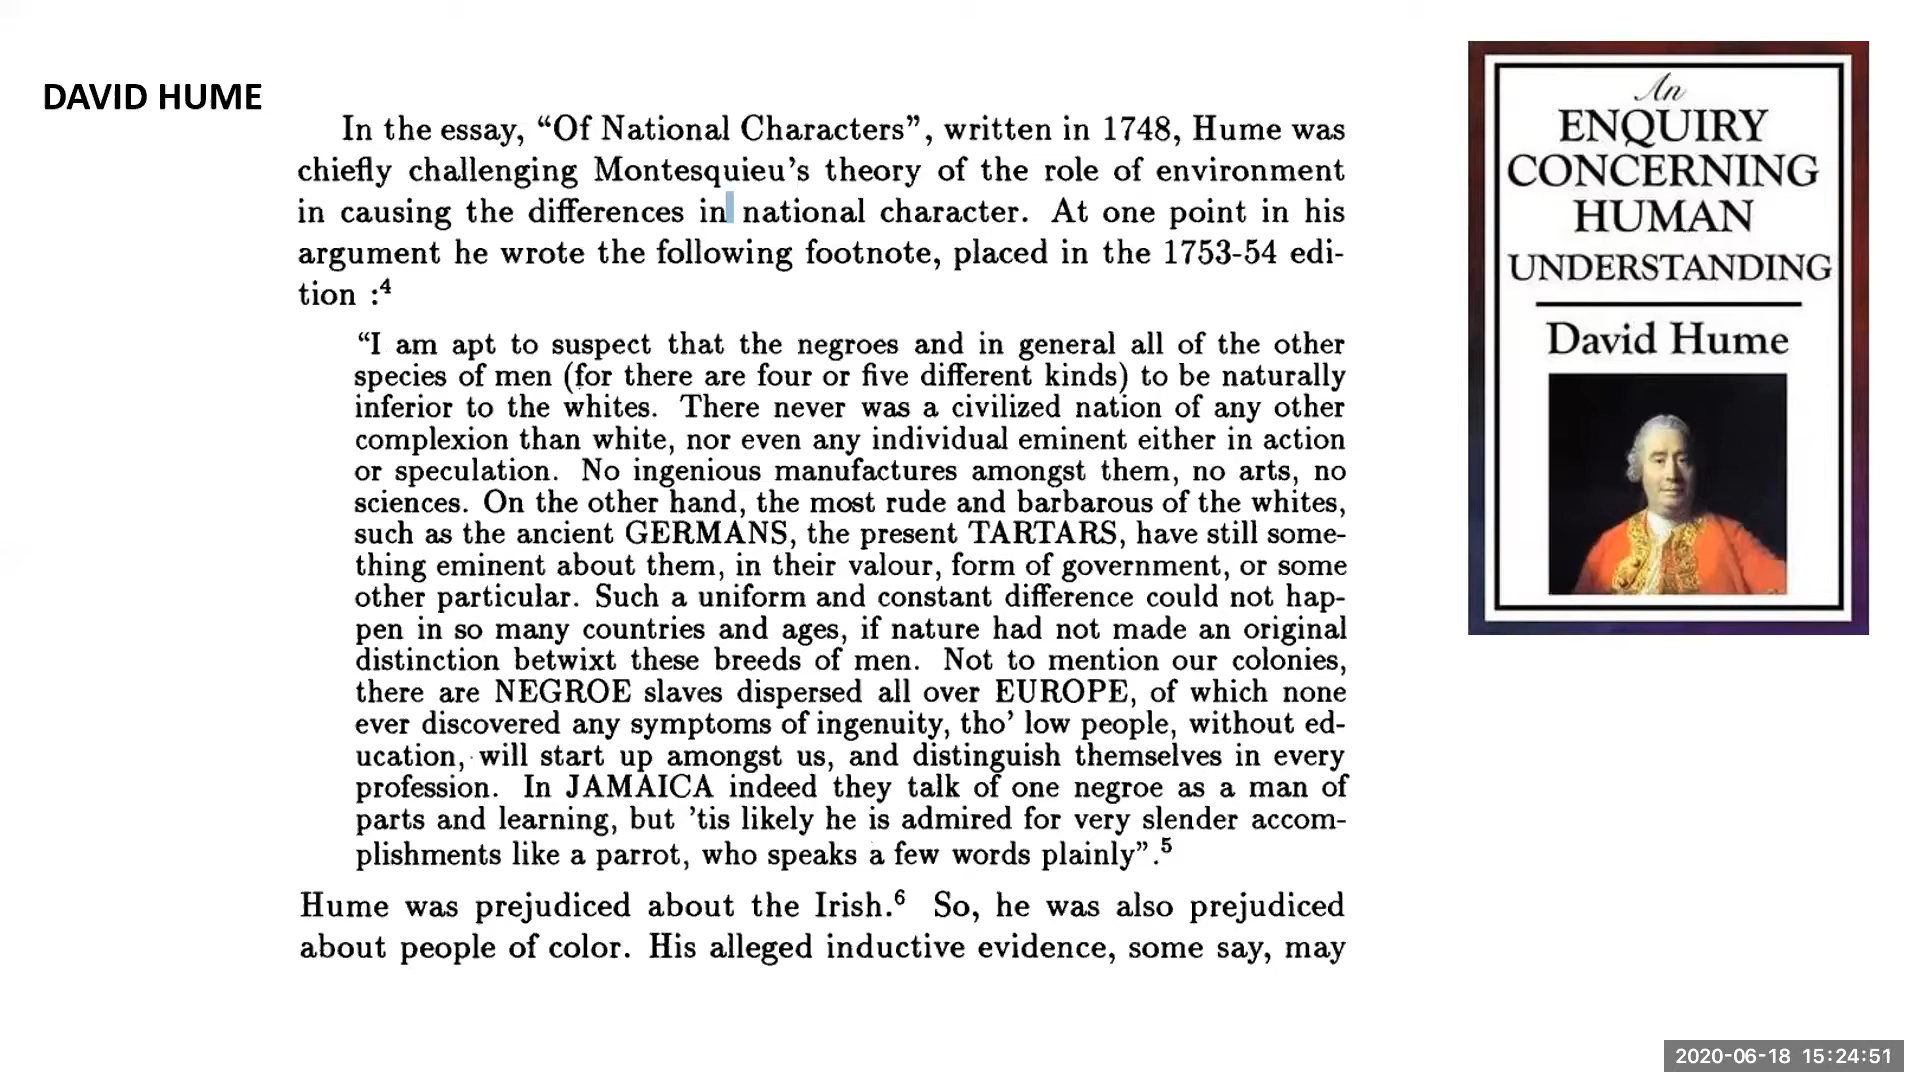 DAVID HUME
In the essay, “Of National Characters”, written in 1748, Hume was
chiefly challenging Montesquieu’s theory of the role of environment
in causing the differences in national character. At one point in his
argument he wrote the following footnote, placed in the 1753-54 edi-
tion :4
“I am apt to suspect that the negroes and in general all of the other
species of men (for there are four or five different kinds) to be naturally
inferior to the whites. There never was a civilized nation of any other
complexion than white, nor even any individual eminent either in action
or speculation. No ingenious manufactures amongst them, no arts, no
sciences. On the other hand, the most rude and barbarous of the whites,
such as the ancient GERMANS, the present TARTARS, have still some-
thing eminent about them, in their valour, form of government, or some
other particular. Such a uniform and constant difference could not hap-
pen in so many countries and ages, if nature had not made an original
distinction betwixt these breeds of men. Not to mention our colonies,
there are NEGROE slaves dispersed all over EUROPE, of which none
ever discovered any symptoms of ingenuity, tho’ low people, without ed-
ucation, will start up amongst us, and distinguish themselves in every
profession. In JAMAICA indeed they talk of one negroe as a man of
parts and learning, but ’tis likely he is admired for very slender accom-
plishments like a parrot, who speaks a few words plainly”.5
Hume was prejudiced about the Irish.6 So, he was also prejudiced
about people of color. His alleged inductive evidence, some say, may
An
ENQUIRY
CONCERNING
HUMAN
UNDERSTANDING
David Hume
2020-06-18 15:24:51